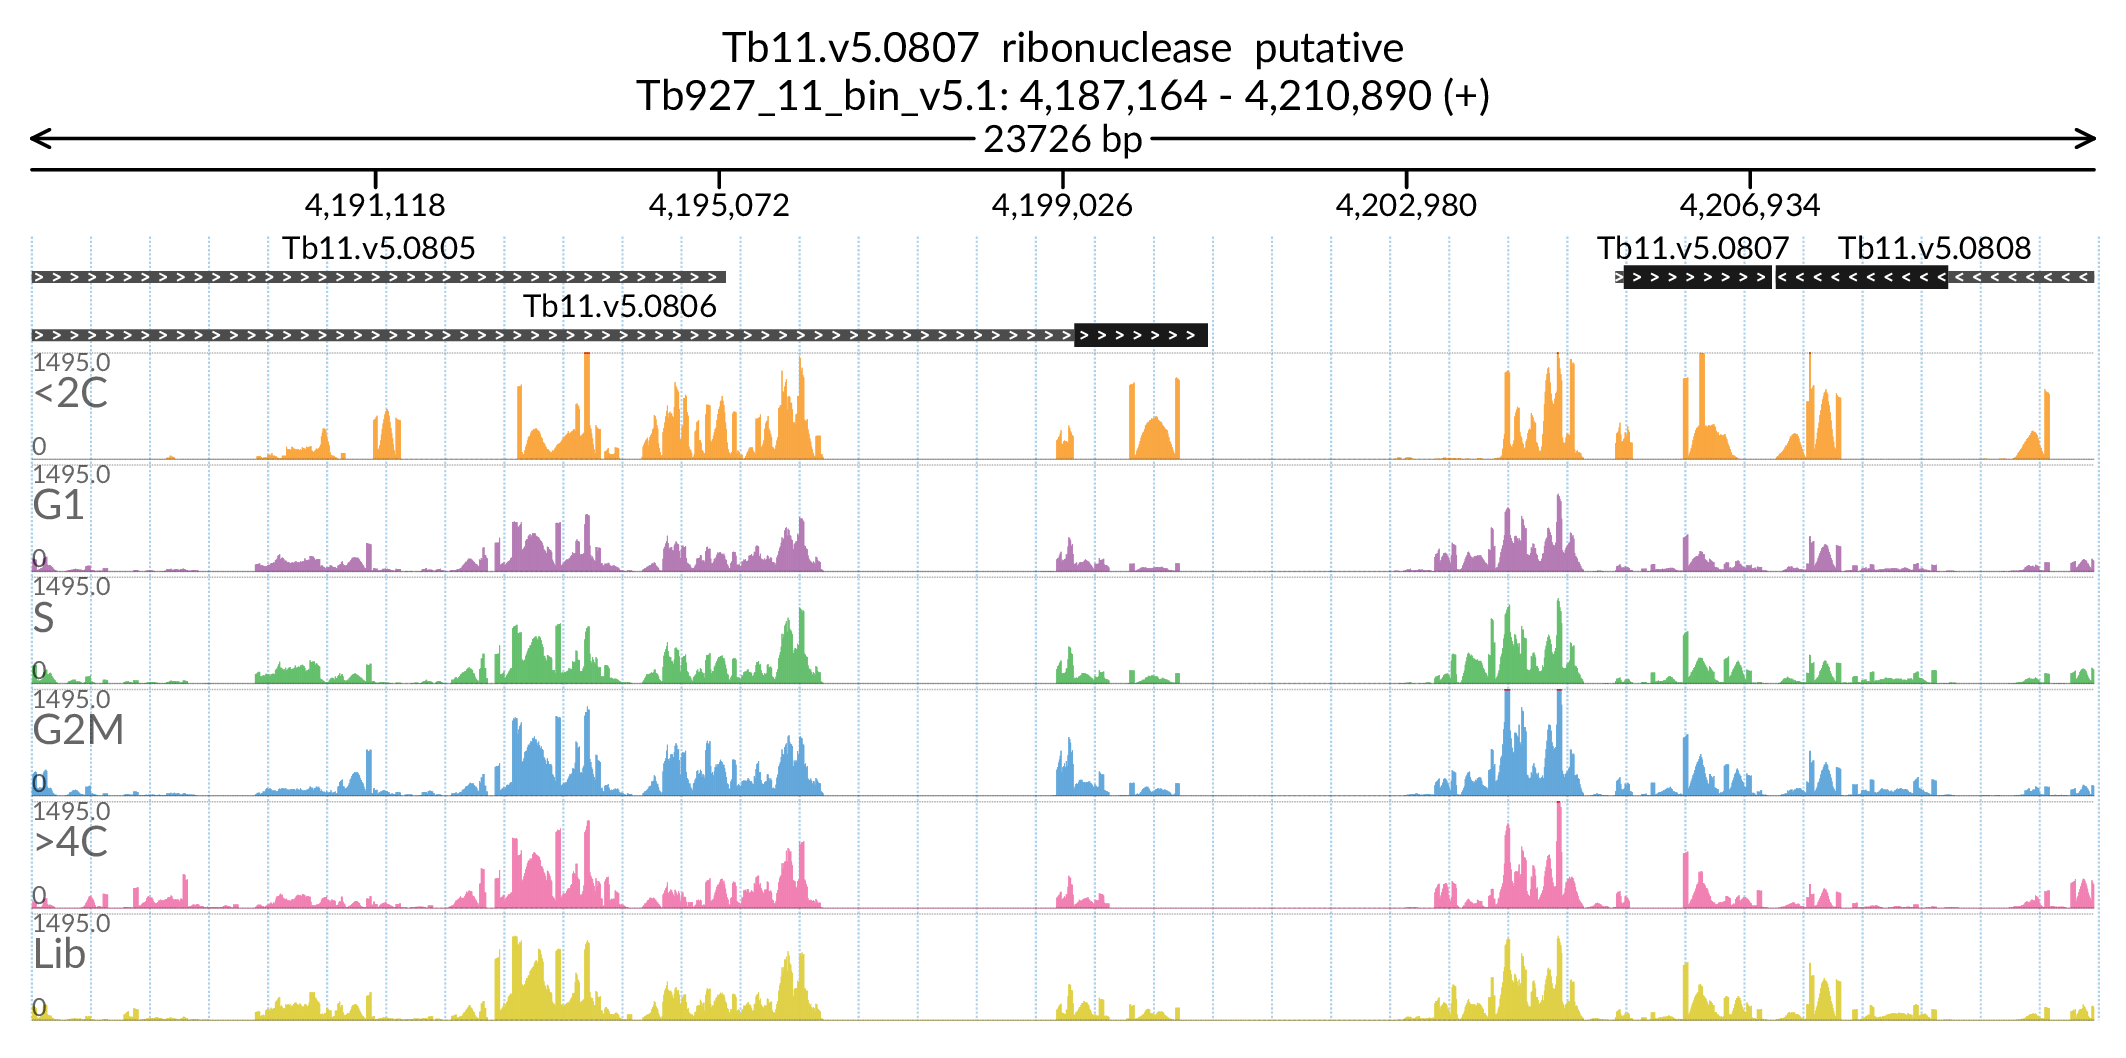 Tb11.v5.0807 ribonuclease putative
Tb927_11_bin_v5.1: 4,187,164 - 4,210,890 (+)
23726 bp
4,191,118 4,195,072 4,199,026 4,202,980 4,206,934
Tb11.v5.0805 Tb11.v5.0807 Tb11.v5.0808
Tb11.v5.0806
1495.0
<2C
0
1495.0
G1
0
1495.0
S
0
1495.0
G2M
0
1495.0
>4C
0
1495.0
Lib
0